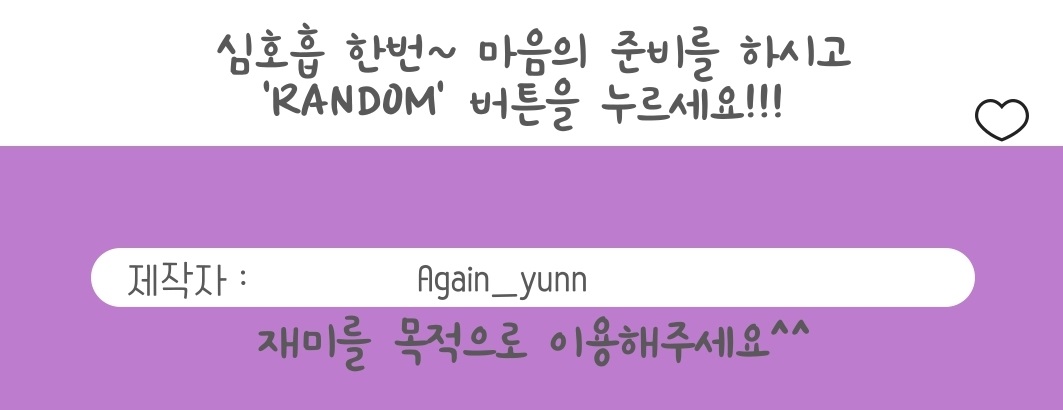 심호흡 한번~ 마음의 준비를 하시고
'RANDOM' 버튼을 누르세요!!!
제작자 : Again_yunn
재미를 목적으로 이용해주세요^^